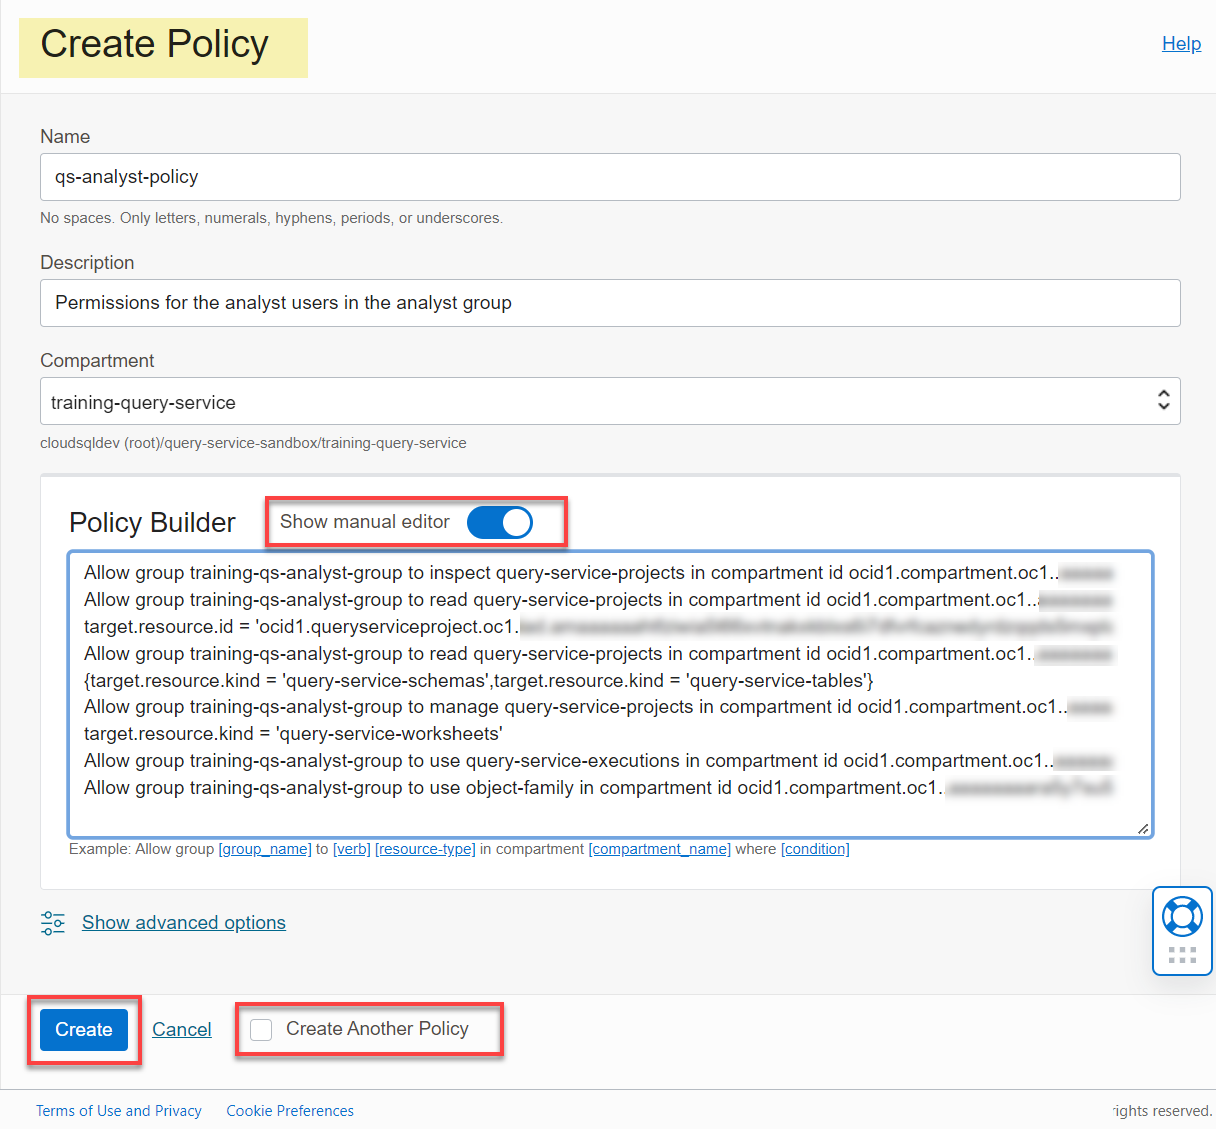 Create Policy
Help
Name
qs-analyst-policy
No spaces. Only letters, numerals, hyphens, periods, or underscores.
Description
Permissions for the analyst users in the analyst group
Compartment
training-query-service
cloudsqldev (root)/query-service-sandbox/training-query-service
Policy Builder
Show manual editor
Allow group training-qs-analyst-group to inspect query-service-projects in compartment id ocid1.compartment.oc1..
Allow group training-qs-analyst-group to read query-service-projects in compartment id ocid1.compartment.oc1..
target.resource.id = 'ocid1.queryserviceproject.oc1.
Allow group training-qs-analyst-group to read query-service-projects in compartment id ocid1.compartment.oc1..
{target.resource.kind = 'query-service-schemas',target.resource.kind = 'query-service-tables'}
Allow group training-qs-analyst-group to manage query-service-projects in compartment id ocid1.compartment.oc1..
target.resource.kind = 'query-service-worksheets'
Allow group training-qs-analyst-group to use query-service-executions in compartment id ocid1.compartment.oc1..
Allow group training-qs-analyst-group to use object-family in compartment id ocid1.compartment.oc1..
Example: Allow group [group_name] to [verb] [resource-type] in compartment [compartment_name] where [condition]
Show advanced options
Create
Cancel
Create Another Policy
Terms of Use and Privacy
Cookie Preferences
rights reserved.